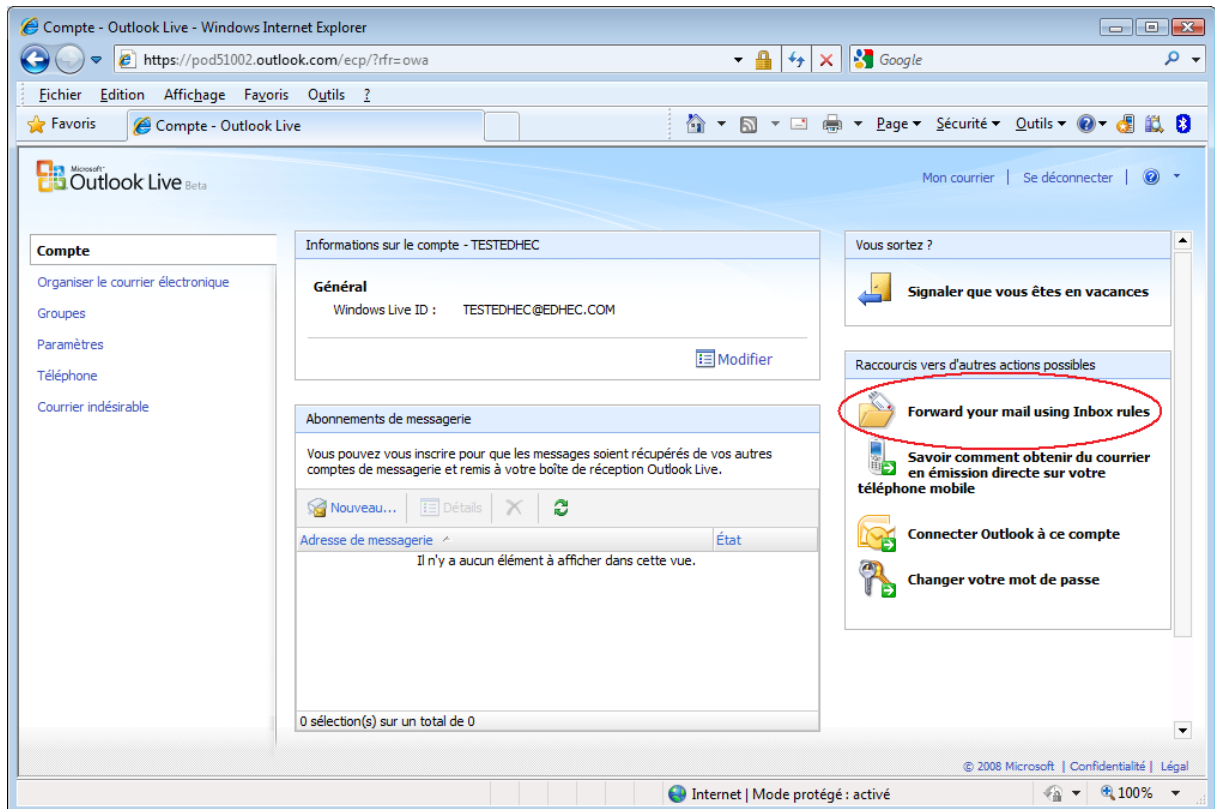 Compte - Outlook Live - Windows Internet Explorer
https://pod51002.outlook.com/ecp/?rfr=owa
Google
Fichier Edition Affichage Favoris Outils ?
Favoris
Compte - Outlook Live
Page Sécurité Outils
Microsoft
Outlook Live Beta
Mon courrier | Se déconnecter |
Compte
Organiser le courrier électronique
Groupes
Paramètres
Téléphone
Courrier indésirable
Informations sur le compte - TESTEDHEC
Général
Windows Live ID : TESTEDHEC@EDHEC.COM
Modifier
Abonnements de messagerie
Vous pouvez vous inscrire pour que les messages soient récupérés de vos autres
comptes de messagerie et remis à votre boîte de réception Outlook Live.
Nouveau... Détails
Adresse de messagerie État
Il n'y a aucun élément à afficher dans cette vue.
0 sélection(s) sur un total de 0
Vous sortez ?
Signaler que vous êtes en vacances
Raccourcis vers d'autres actions possibles
Forward your mail using Inbox rules
Savoir comment obtenir du courrier
en émission directe sur votre
téléphone mobile
Connecter Outlook à ce compte
Changer votre mot de passe
© 2008 Microsoft | Confidentialité | Légal
Internet | Mode protégé : activé
100%